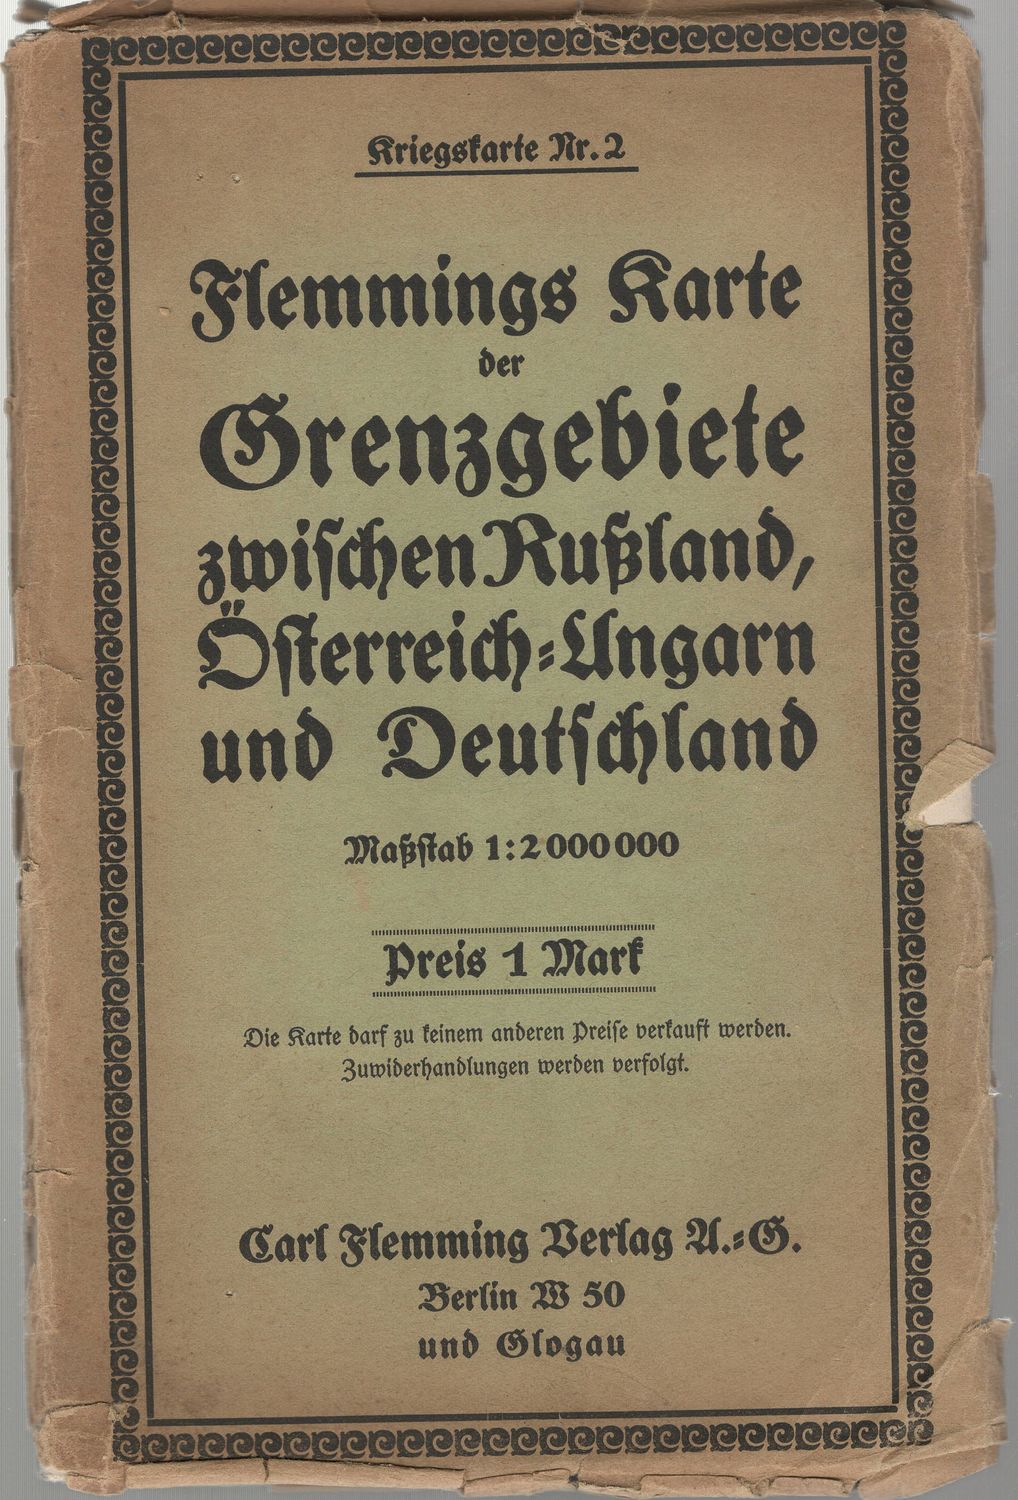 Kriegskarte Nr. 2
Flemmings Karte
der
Grenzgebiete
zwischen Rußland,
Österreich-Ungarn
und Deutschland
Maßstab 1:2000000
Preis 1 Mark
Die Karte darf zu keinem anderen Preise verkauft werden.
Zuwiderhandlungen werden verfolgt.
Carl Flemming Verlag A.-G.
Berlin W 50
und Glogau